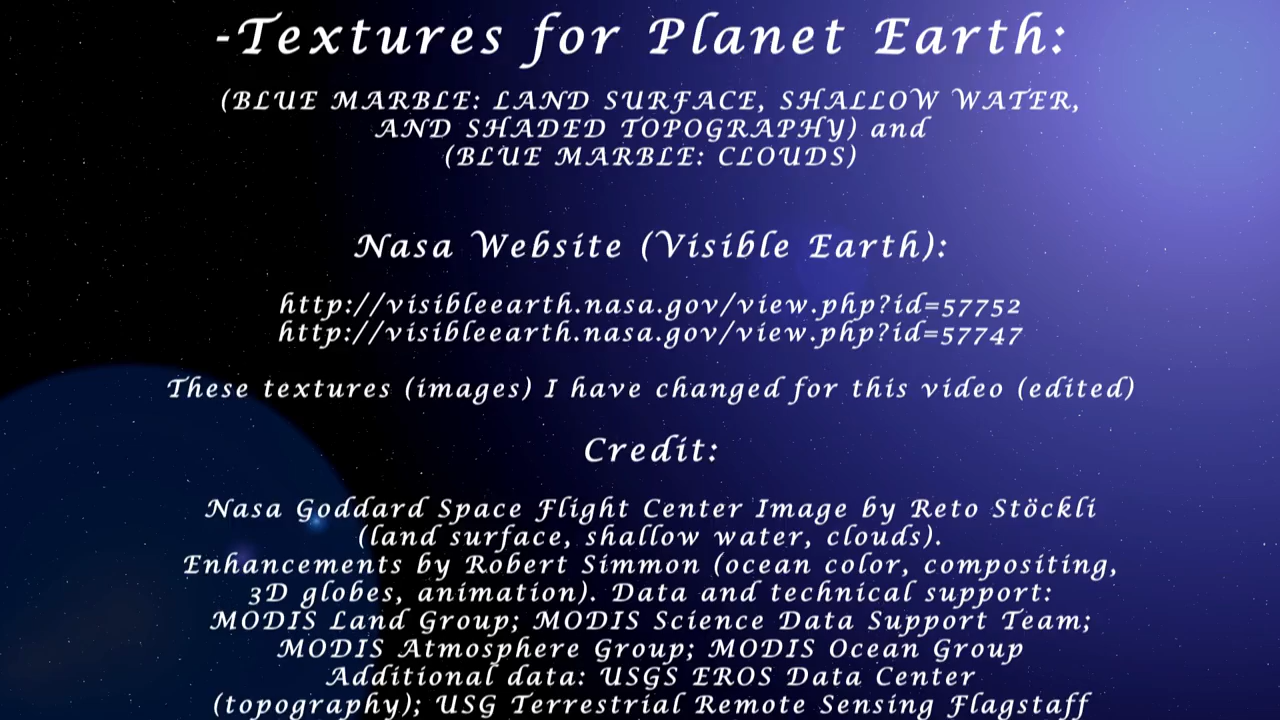 -Textures for Planet Earth:
(BLUE MARBLE: LAND SURFACE, SHALLOW WATER,
AND SHADED TOPOGRAPHY) and
(BLUE MARBLE: CLOUDS)
Nasa Website (Visible Earth):
http://visibleearth.nasa.gov/view.php?id=57752
http://visibleearth.nasa.gov/view.php?id=57747
These textures (images) I have changed for this video (edited)
Credit:
Nasa Goddard Space Flight Center Image by Reto Stöckli
(land surface, shallow water, clouds).
Enhancements by Robert Simmon (ocean color, compositing,
3D globes, animation). Data and technical support:
MODIS Land Group; MODIS Science Data Support Team;
MODIS Atmosphere Group; MODIS Ocean Group
Additional data: USGS EROS Data Center
(topography); USG Terrestrial Remote Sensing Flagstaff